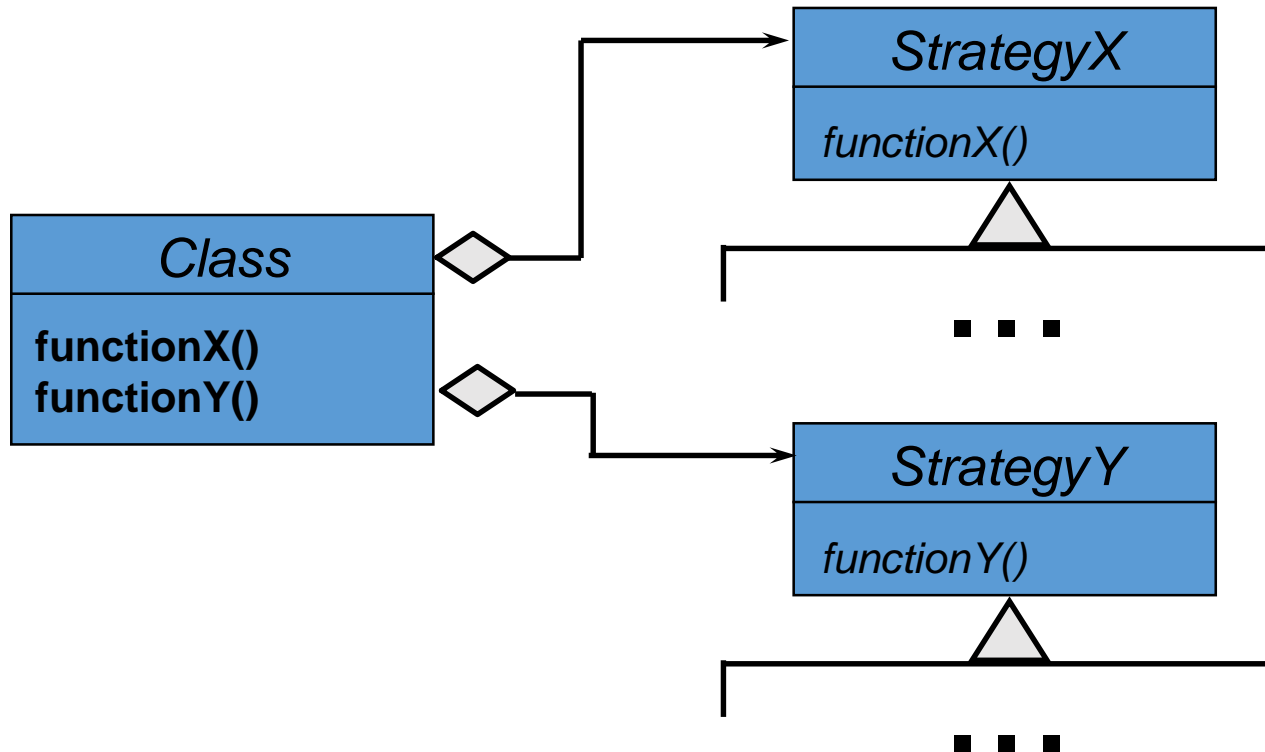 StrategyX
functionX()
Class
functionX()
functionY()
StrategyY
functionY()